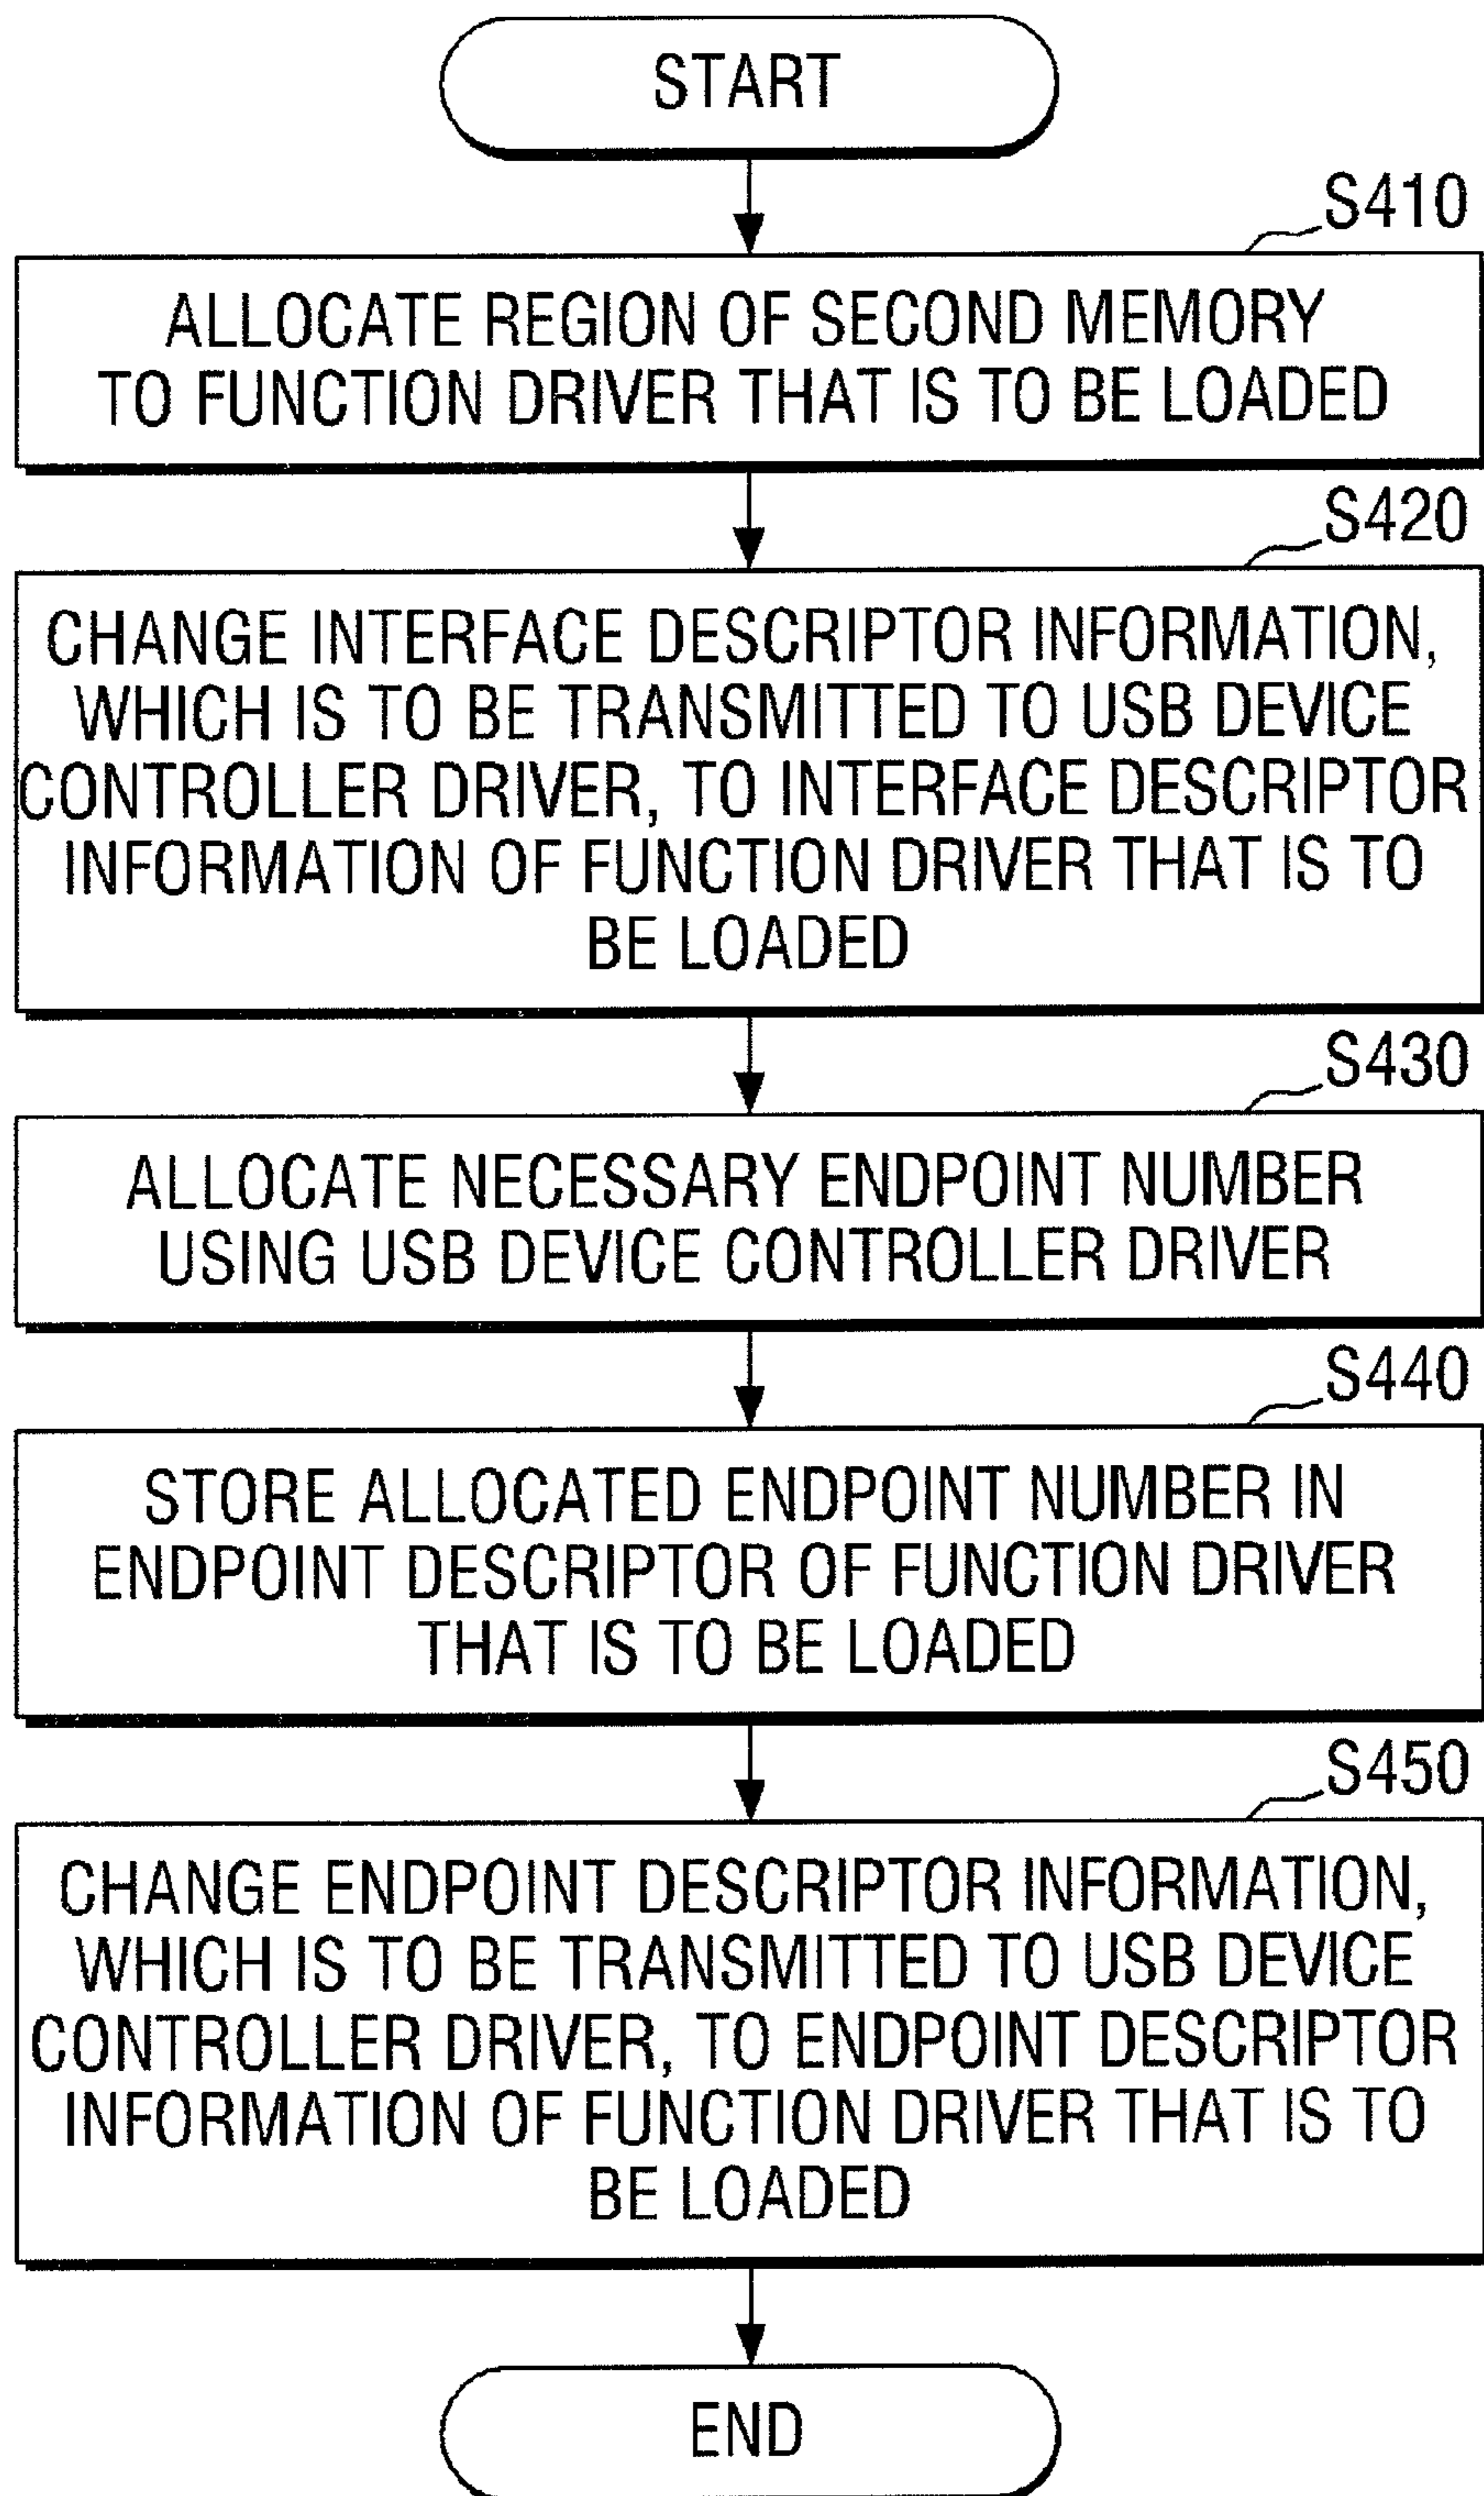 START
S410
ALLOCATE REGION OF SECOND MEMORY
TO FUNCTION DRIVER THAT IS TO BE LOADED
S420
CHANGE INTERFACE DESCRIPTOR INFORMATION,
WHICH IS TO BE TRANSMITTED TO USB DEVICE
CONTROLLER DRIVER, TO INTERFACE DESCRIPTOR
INFORMATION OF FUNCTION DRIVER THAT IS TO
BE LOADED
S430
ALLOCATE NECESSARY ENDPOINT NUMBER
USING USB DEVICE CONTROLLER DRIVER
S440
STORE ALLOCATED ENDPOINT NUMBER IN
ENDPOINT DESCRIPTOR OF FUNCTION DRIVER
THAT IS TO BE LOADED
S450
CHANGE ENDPOINT DESCRIPTOR INFORMATION,
WHICH IS TO BE TRANSMITTED TO USB DEVICE
CONTROLLER DRIVER, TO ENDPOINT DESCRIPTOR
INFORMATION OF FUNCTION DRIVER THAT IS TO
BE LOADED
END